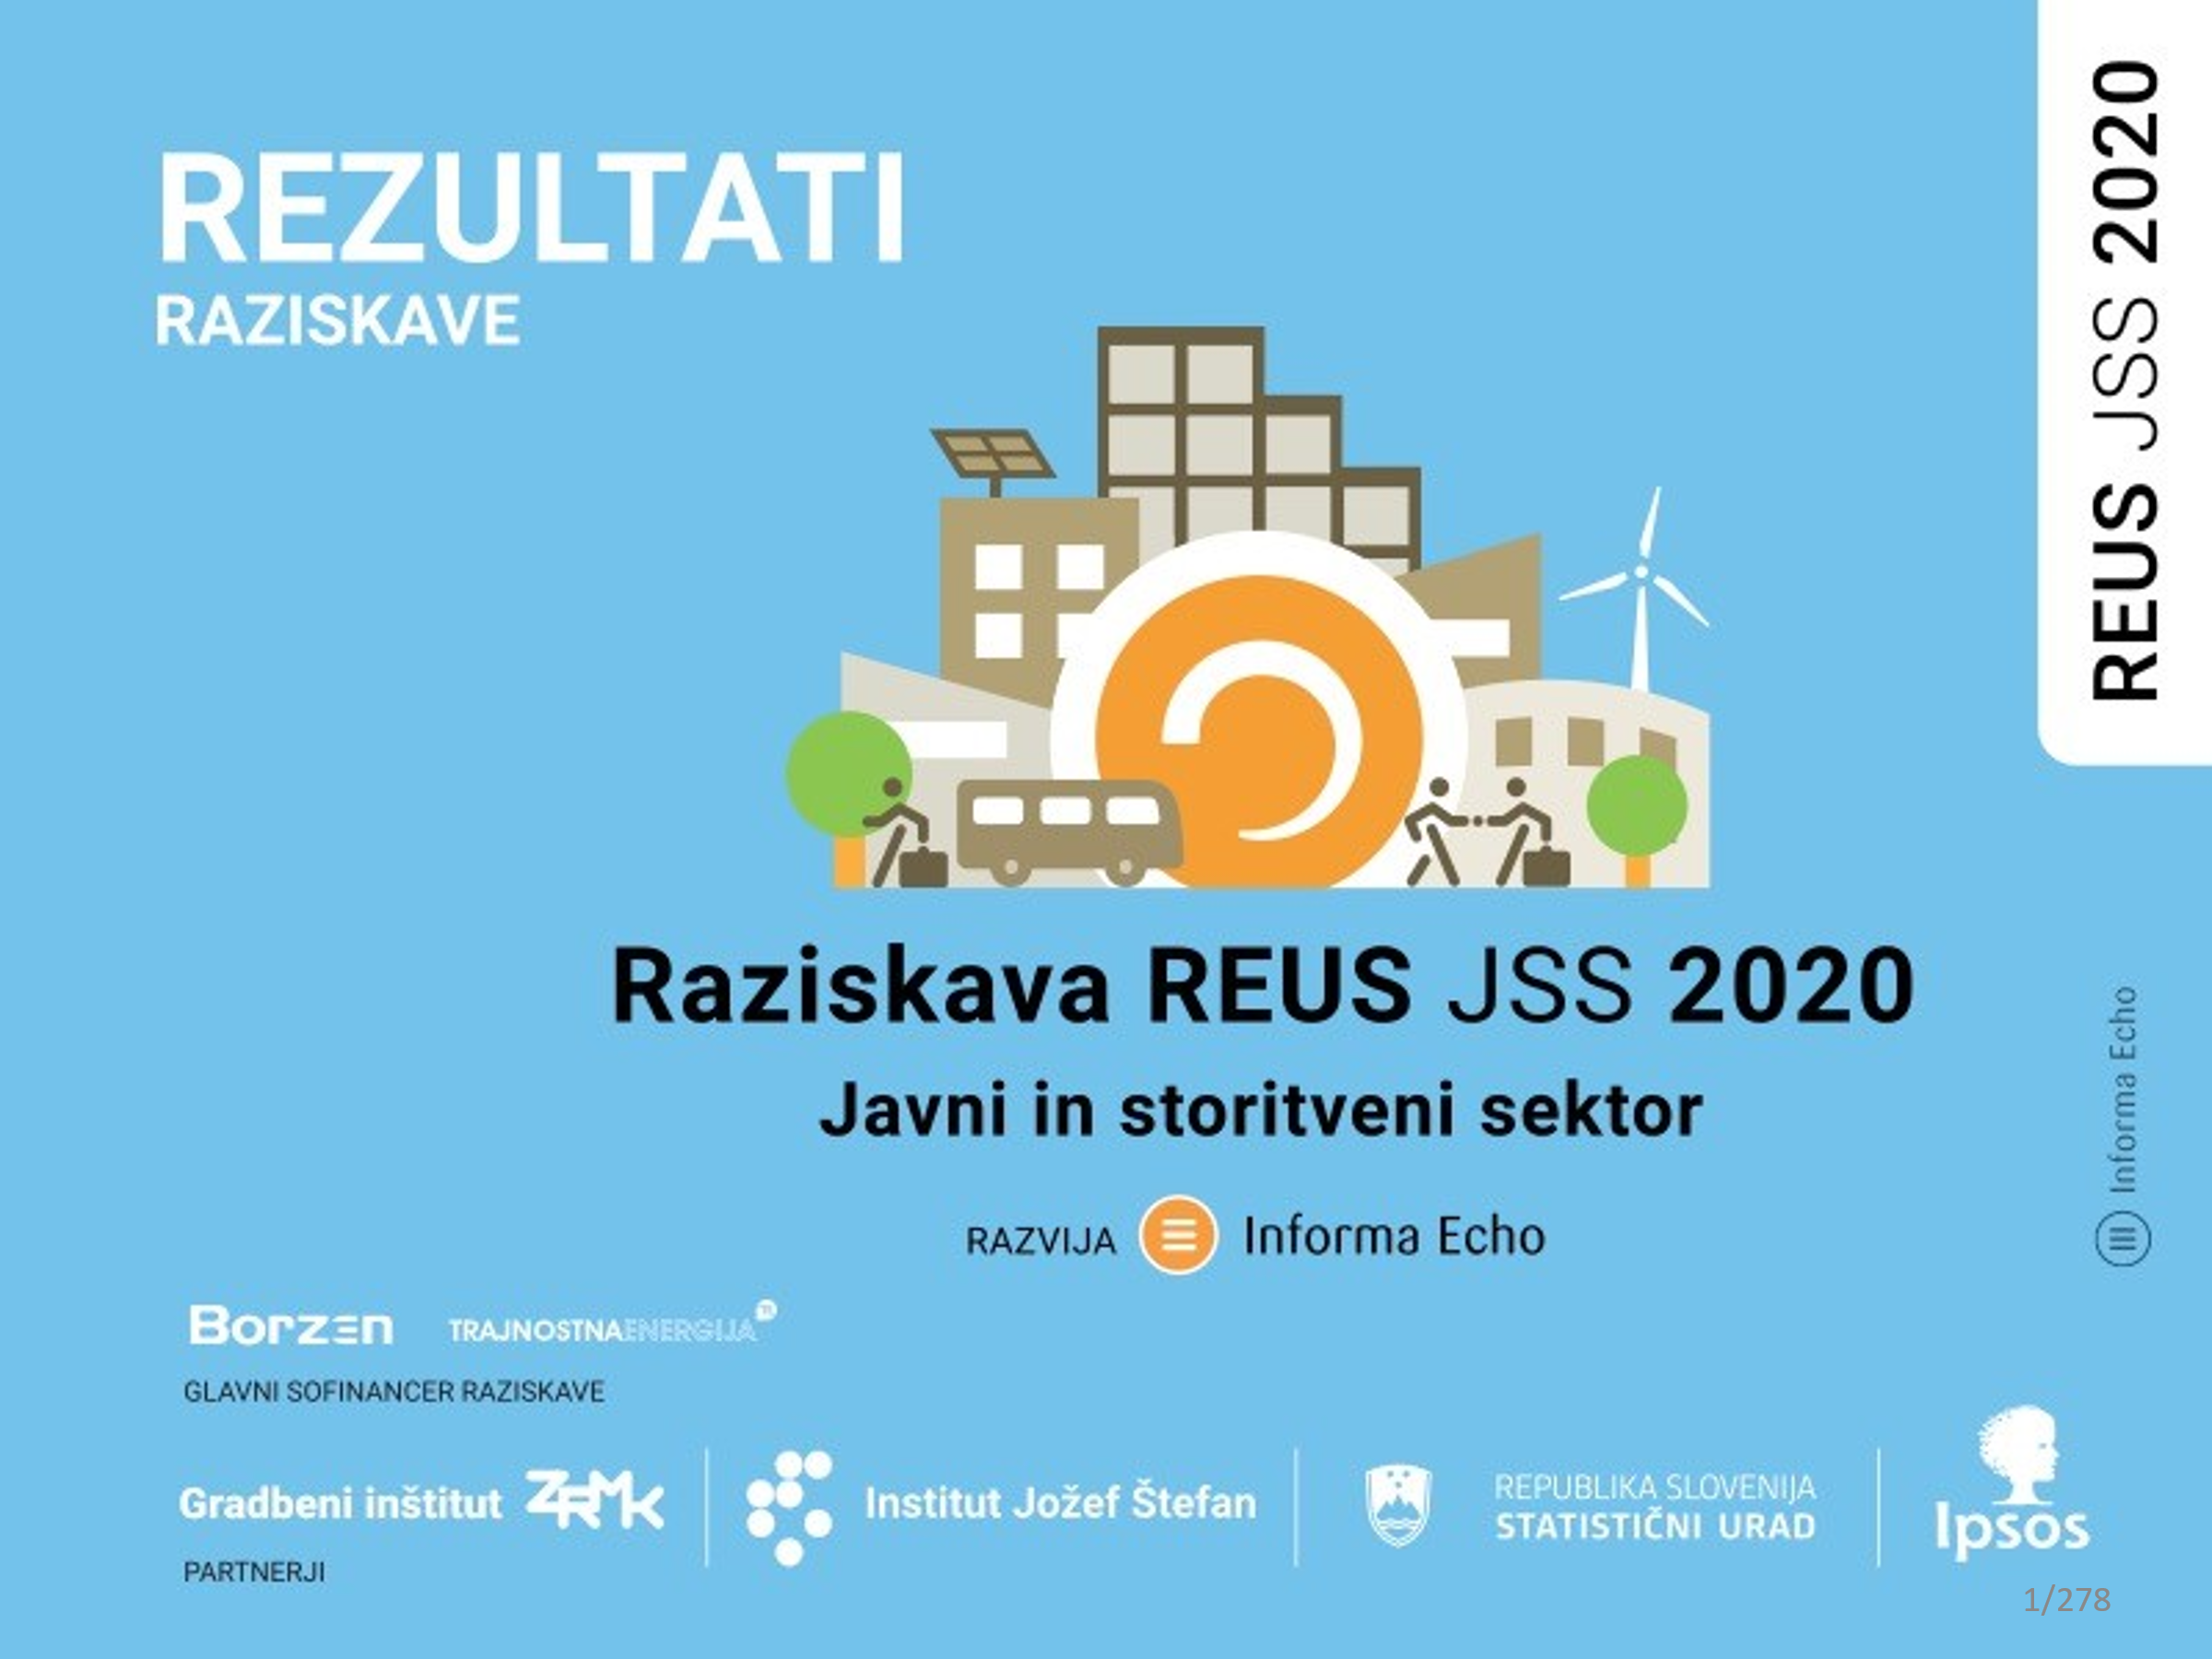 REZULTATI
RAZISKAVE
REUS JSS 2020
Raziskava REUS JSS 2020
Javni in storitveni sektor
RAZVIJA Informa Echo
Informa Echo
Borzen TRAJNOSTNAENERGIJA
GLAVNI SOFINANCER RAZISKAVE
Gradbeni inštitut ZRMK
Institut Jožef Štefan
REPUBLIKA SLOVENIJA
STATISTIČNI URAD
Ipsos
PARTNERJI
1/278